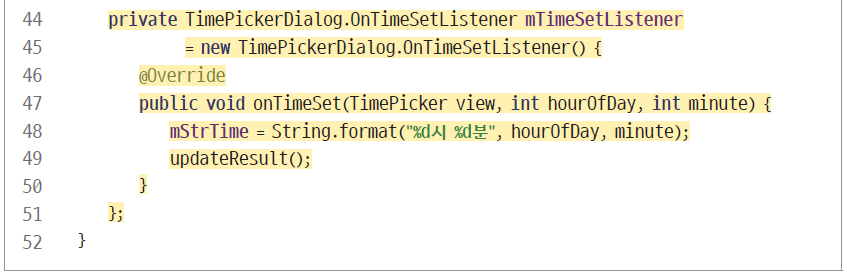 44 private TimePickerDialog.OnTimeSetListener mTimeSetListener
45 = new TimePickerDialog.OnTimeSetListener() {
46 @Override
47 public void onTimeSet(TimePicker view, int hourOfDay, int minute) {
48 mStrTime = String.format("%d시 %d분", hourOfDay, minute);
49 updateResult();
50 }
51 };
52 }